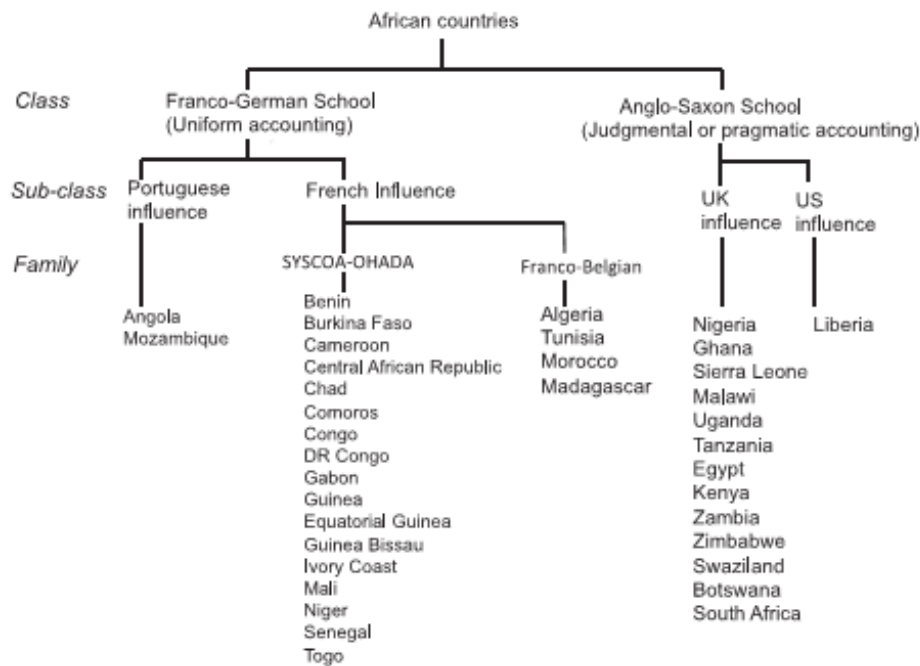 African countries
Class
Franco-German School
(Uniform accounting)
Anglo-Saxon School
(Judgmental or pragmatic accounting)
Sub-class
Portuguese
influence
French Influence
UK
influence
US
influence
Family
SYSCOA-OHADA
Franco-Belgian
Angola
Mozambique
Benin
Burkina Faso
Cameroon
Central African Republic
Chad
Comoros
Congo
DR Congo
Gabon
Guinea
Equatorial Guinea
Guinea Bissau
Ivory Coast
Mali
Niger
Senegal
Togo
Algeria
Tunisia
Morocco
Madagascar
Nigeria
Ghana
Sierra Leone
Malawi
Uganda
Tanzania
Egypt
Kenya
Zambia
Zimbabwe
Swaziland
Botswana
South Africa
Liberia